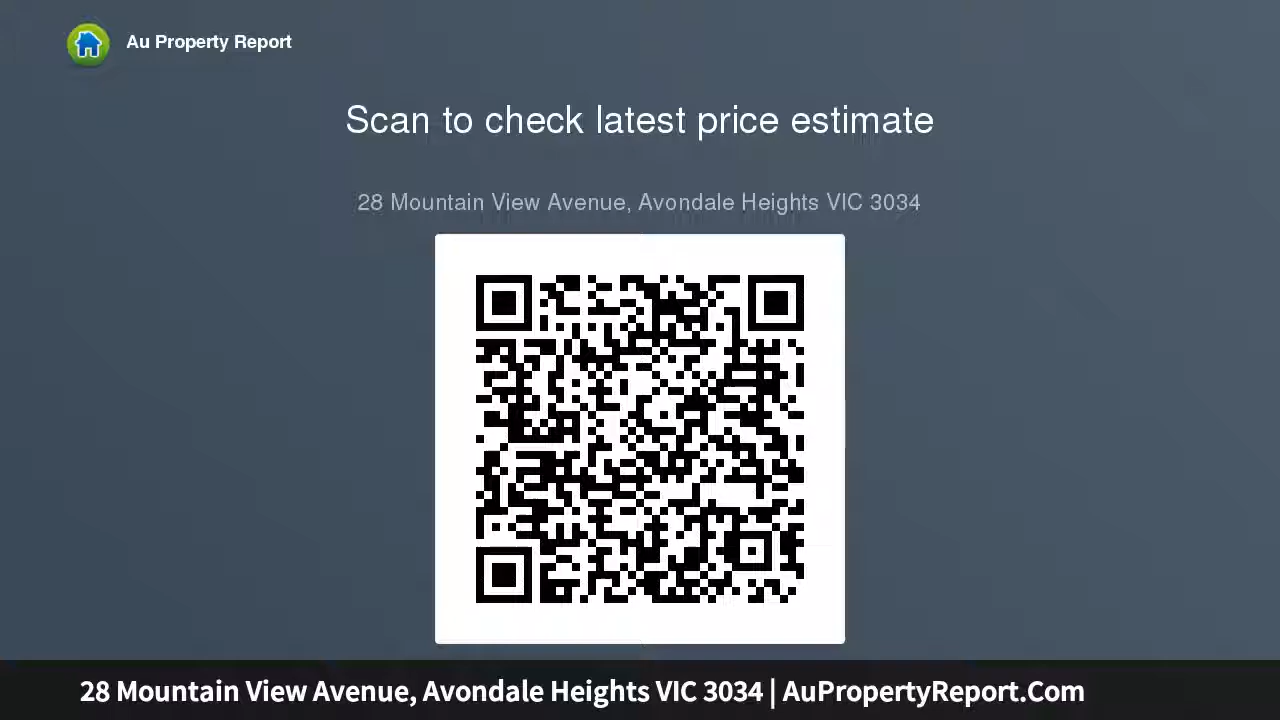 Au Property Report
Scan to check latest price estimate
28 Mountain View Avenue, Avondale Heights VIC 3034
28 Mountain View Avenue, Avondale Heights VIC 3034 | AuPropertyReport.Com